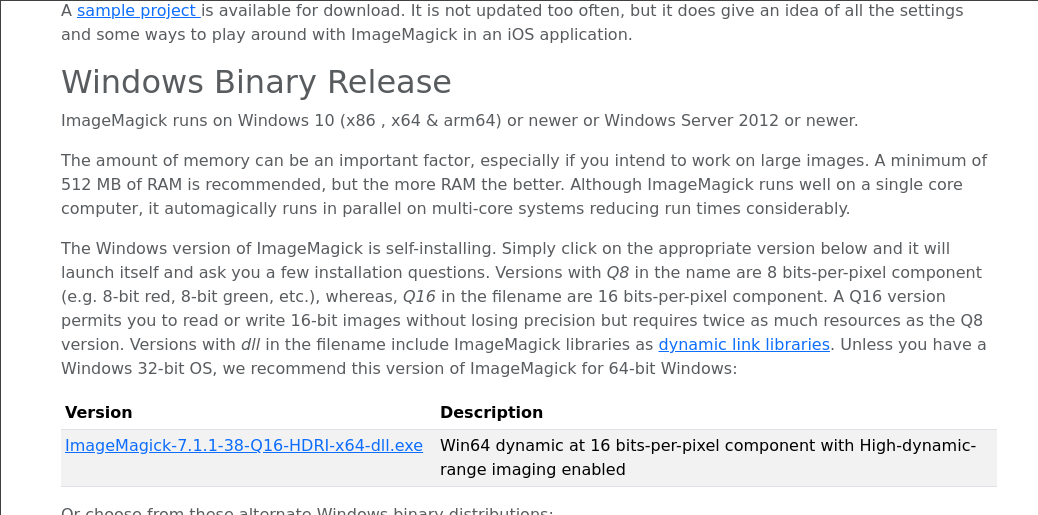 A sample project is available for download. It is not updated too often, but it does give an idea of all the settings
and some ways to play around with ImageMagick in an iOS application.
Windows Binary Release
ImageMagick runs on Windows 10 (x86 , x64 & arm64) or newer or Windows Server 2012 or newer.
The amount of memory can be an important factor, especially if you intend to work on large images. A minimum of
512 MB of RAM is recommended, but the more RAM the better. Although ImageMagick runs well on a single core
computer, it automagically runs in parallel on multi-core systems reducing run times considerably.
The Windows version of ImageMagick is self-installing. Simply click on the appropriate version below and it will
launch itself and ask you a few installation questions. Versions with Q8 in the name are 8 bits-per-pixel component
(e.g. 8-bit red, 8-bit green, etc.), whereas, Q16 in the filename are 16 bits-per-pixel component. A Q16 version
permits you to read or write 16-bit images without losing precision but requires twice as much resources as the Q8
version. Versions with dll in the filename include ImageMagick libraries as dynamic link libraries. Unless you have a
Windows 32-bit OS, we recommend this version of ImageMagick for 64-bit Windows:
Version Description
ImageMagick-7.1.1-38-Q16-HDRI-x64-dll.exe Win64 dynamic at 16 bits-per-pixel component with High-dynamic-
range imaging enabled
Or choose from these alternate Windows binary distributions: